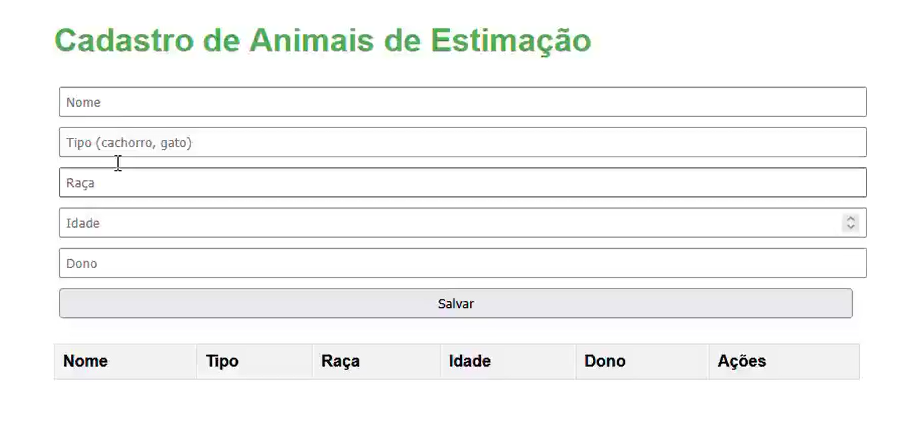 Cadastro de Animais de Estimação
Nome
Tipo (cachorro, gato)
Raça
Idade
Dono
Salvar
Nome Tipo Raça Idade Dono Ações